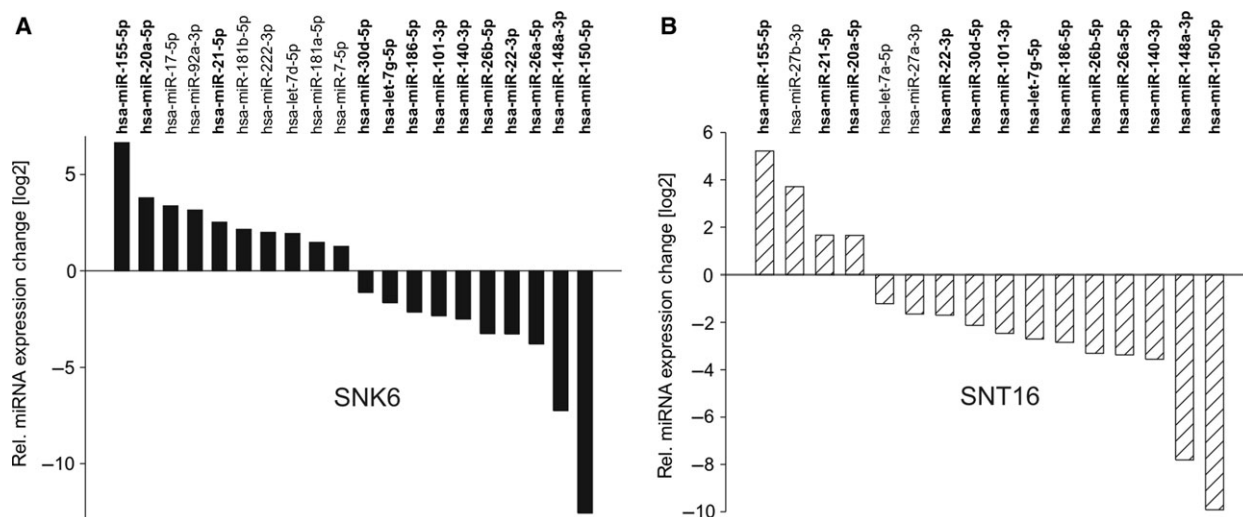 A
hsa-miR-155-5p
hsa-miR-20a-5p
hsa-miR-17-5p
hsa-miR-92a-3p
hsa-miR-21-5p
hsa-miR-181b-5p
hsa-miR-222-3p
hsa-let-7d-5p
hsa-miR-181a-5p
hsa-miR-7-5p
hsa-miR-30d-5p
hsa-let-7g-5p
hsa-miR-186-5p
hsa-miR-101-3p
hsa-miR-140-3p
hsa-miR-26b-5p
hsa-miR-22-3p
hsa-miR-26a-5p
hsa-miR-148a-3p
hsa-miR-150-5p
Rel. miRNA expression change [log2]
5
0
–5
–10
SNK6
B
hsa-miR-155-5p
hsa-miR-27b-3p
hsa-miR-21-5p
hsa-miR-20a-5p
hsa-let-7a-5p
hsa-miR-27a-3p
hsa-miR-22-3p
hsa-miR-30d-5p
hsa-miR-101-3p
hsa-let-7g-5p
hsa-miR-186-5p
hsa-miR-26b-5p
hsa-miR-26a-5p
hsa-miR-140-3p
hsa-miR-148a-3p
hsa-miR-150-5p
Rel. miRNA expression change [log2]
6
4
2
0
–2
–4
–6
–8
–10
SNT16